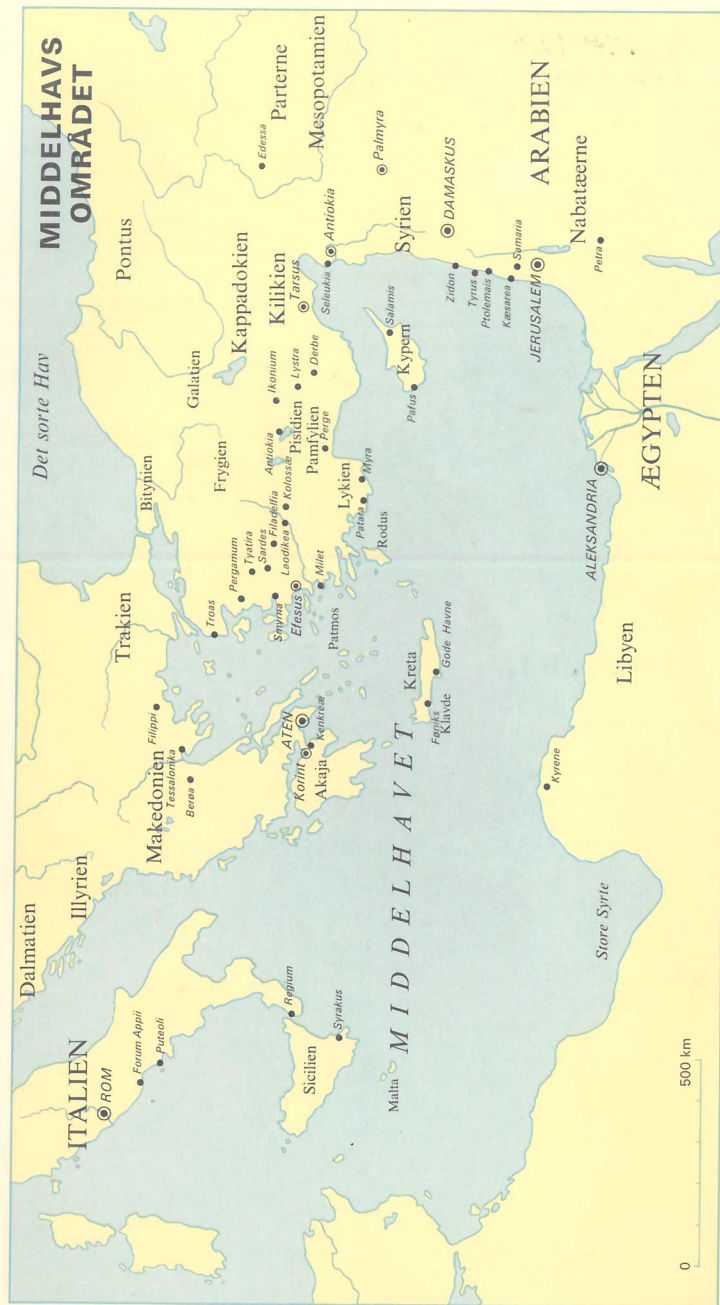 MIDDELHAVS
OMRÅDET
Det sorte Hav
Dalmatien
Illyrien
ITALIEN
ROM
Forum Appii
Puteoli
Regium
Sicilien
Syrakus
Malta
Makedonien
Tessalonika
Berøa
Filippi
Trakien
Akaja
Korint
ATEN
Kenkreæ
Troas
Pergamum
Tyatira
Sardes
Smyrna
Filadelfia
Efesus
Laodikea
Kolossæ
Milet
Patmos
Bitynien
Frygien
Galatien
Pontus
Kappadokien
Antiokia
Pisidien
Ikonium
Lystra
Derbe
Pamfylien
Perge
Lykien
Patara
Myra
Rodus
Kilikien
Tarsus
Seleukia
Antiokia
Edessa
Parterne
Mesopotamien
Palmyra
Syrien
DAMASKUS
Kypern
Salamis
Pafus
Zidon
Tyrus
Ptolemais
Kæsarea
Samaria
JERUSALEM
ARABIEN
Nabatæerne
Petra
Kreta
Føniks
Klavde
Gode Havne
MIDDELHAVET
ÆGYPTEN
ALEKSANDRIA
Libyen
Kyrene
Store Syrte
0
500 km